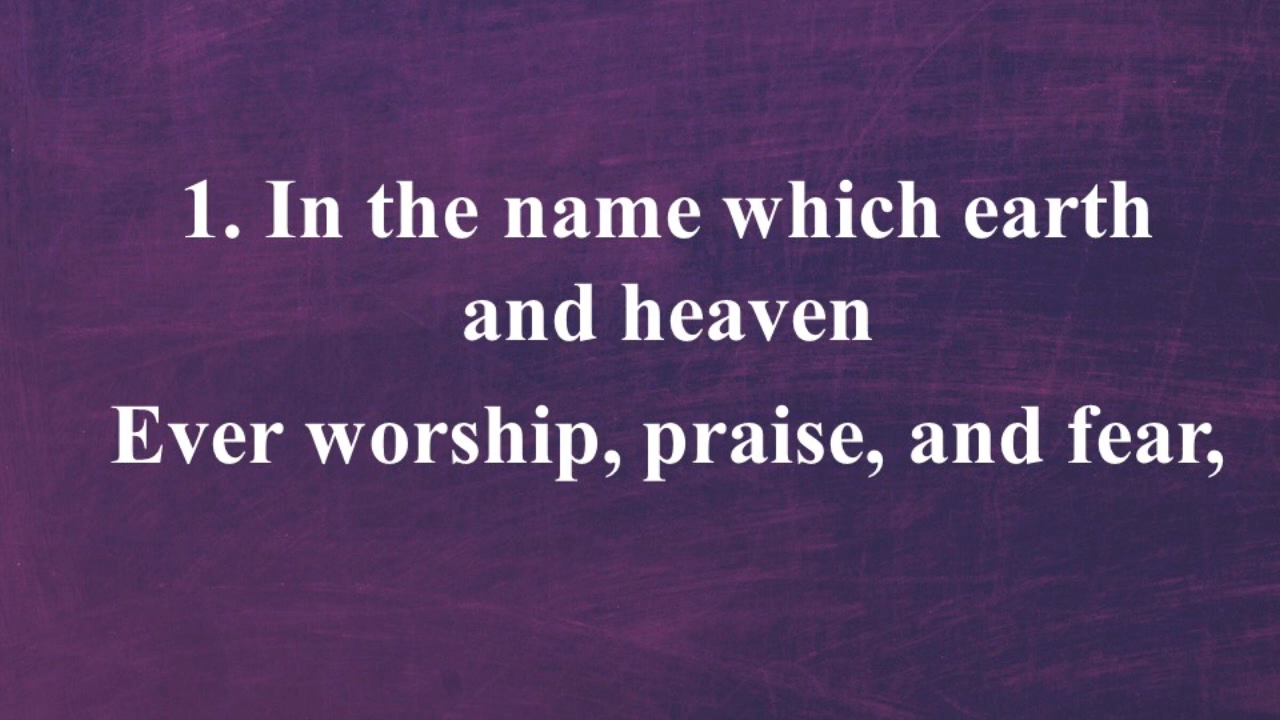 1. In the name which earth
and heaven
Ever worship, praise, and fear,